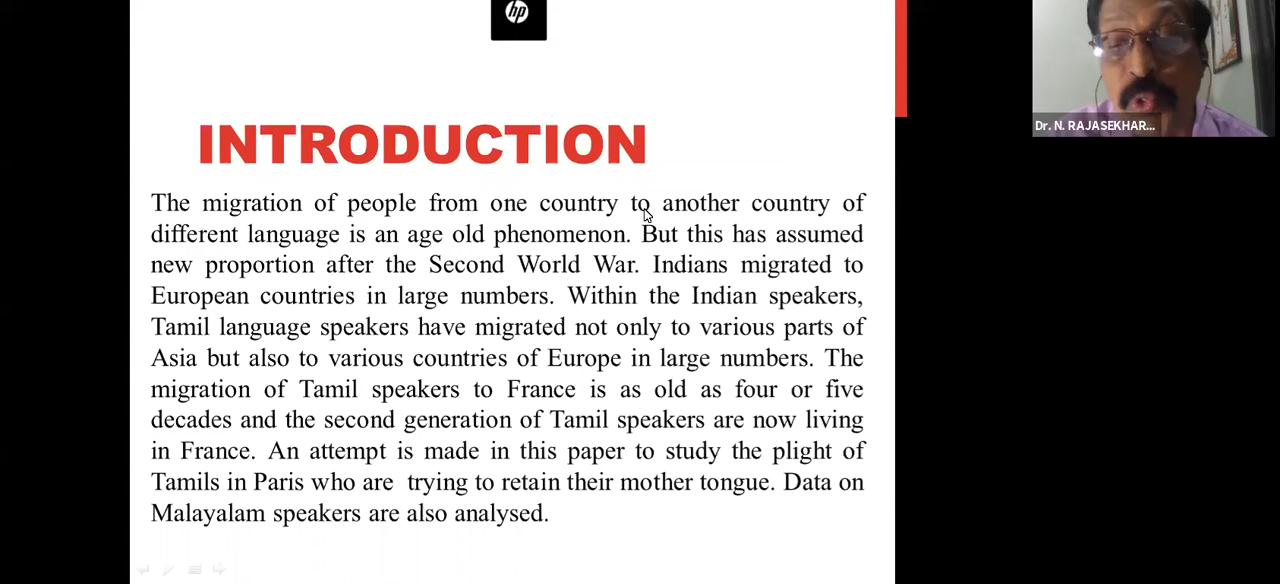 hp
Dr. N. RAJASEKHAR...
INTRODUCTION
The migration of people from one country to another country of
different language is an age old phenomenon. But this has assumed
new proportion after the Second World War. Indians migrated to
European countries in large numbers. Within the Indian speakers,
Tamil language speakers have migrated not only to various parts of
Asia but also to various countries of Europe in large numbers. The
migration of Tamil speakers to France is as old as four or five
decades and the second generation of Tamil speakers are now living
in France. An attempt is made in this paper to study the plight of
Tamils in Paris who are trying to retain their mother tongue. Data on
Malayalam speakers are also analysed.